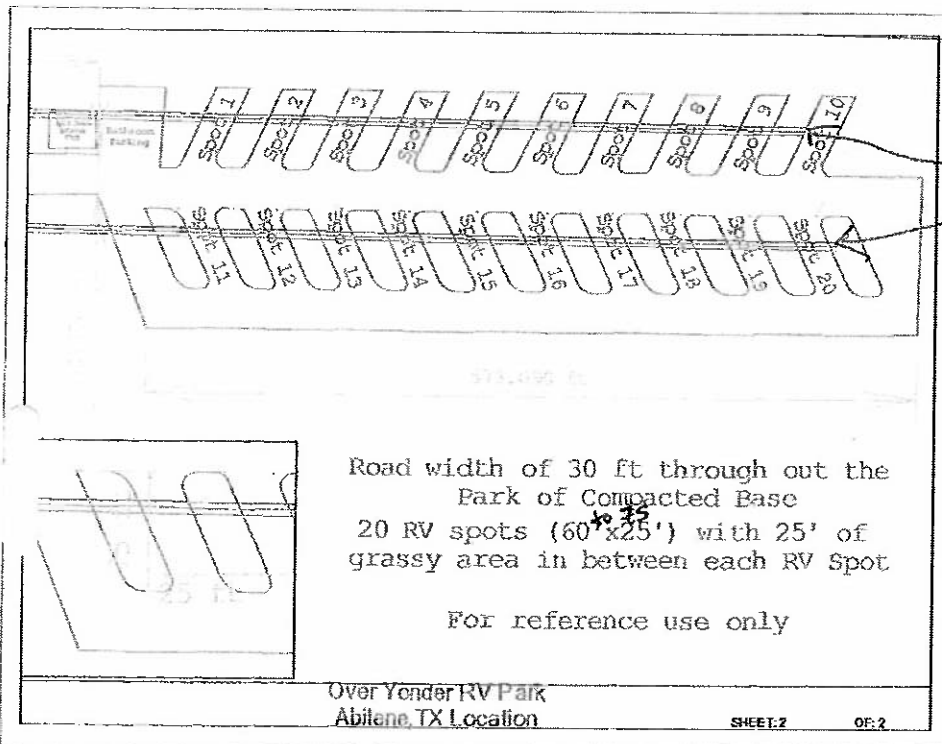 Bathroom
Parking
Spot 1
Spot 2
Spot 3
Spot 4
Spot 5
Spot 6
Spot 7
Spot 8
Spot 9
Spot 10
Spot 11
Spot 12
Spot 13
Spot 14
Spot 15
Spot 16
Spot 17
Spot 18
Spot 19
Spot 20
Road width of 30 ft through out the
Park of Compacted Base
to 75
20 RV spots (60'x25') with 25' of
grassy area in between each RV Spot
For reference use only
Over Yonder RV Park
Abilene, TX Location
SHEET:2 OF:2